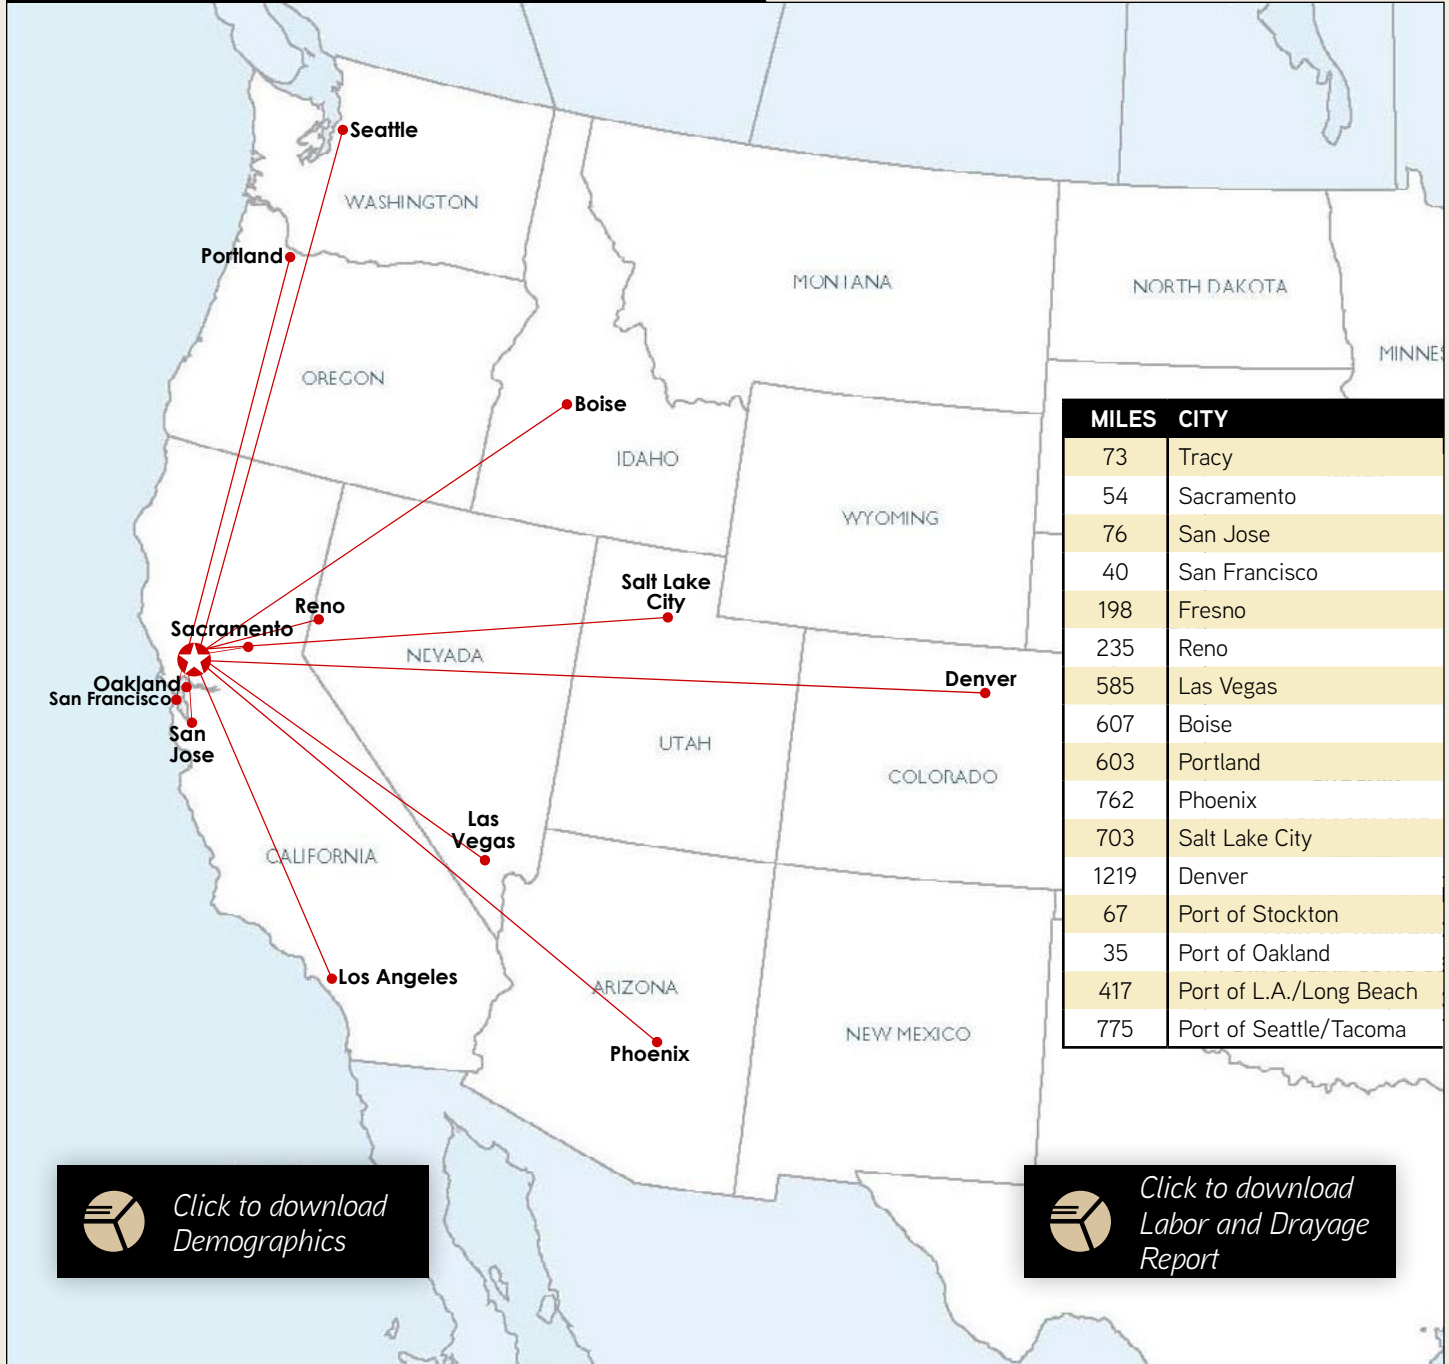 Seattle
WASHINGTON
Portland
MONTANA
NORTH DAKOTA
MINNES
OREGON
Boise
IDAHO
WYOMING
Salt Lake
City
Reno
Sacramento
NEVADA
Oakland
San Francisco
San
Jose
Denver
UTAH
COLORADO
Las
Vegas
CALIFORNIA
Los Angeles
ARIZONA
NEW MEXICO
Phoenix
MILES CITY
73 Tracy
54 Sacramento
76 San Jose
40 San Francisco
198 Fresno
235 Reno
585 Las Vegas
607 Boise
603 Portland
762 Phoenix
703 Salt Lake City
1219 Denver
67 Port of Stockton
35 Port of Oakland
417 Port of L.A./Long Beach
775 Port of Seattle/Tacoma
Click to download
Demographics
Click to download
Labor and Drayage
Report